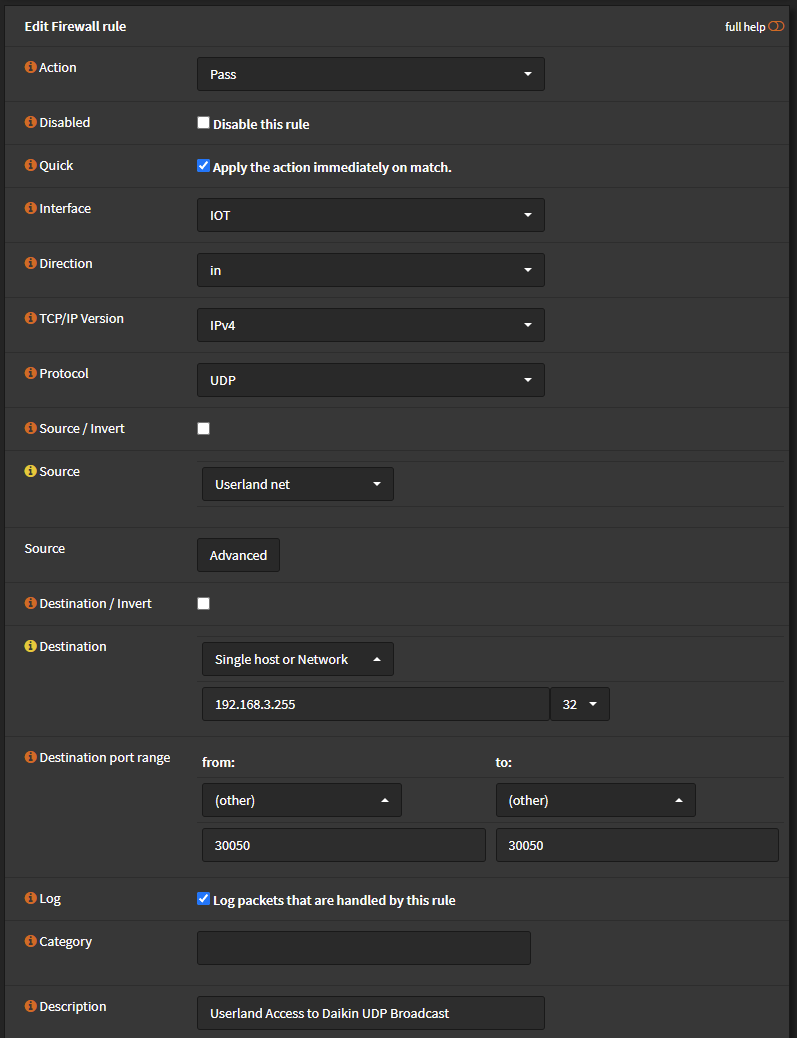 Edit Firewall rule
full help
Action
Pass
Disabled
Disable this rule
Quick
Apply the action immediately on match.
Interface
IOT
Direction
in
TCP/IP Version
IPv4
Protocol
UDP
Source / Invert
Source
Userland net
Source
Advanced
Destination / Invert
Destination
Single host or Network
192.168.3.255 32
Destination port range
from: to:
(other) (other)
30050 30050
Log
Log packets that are handled by this rule
Category
Description
Userland Access to Daikin UDP Broadcast